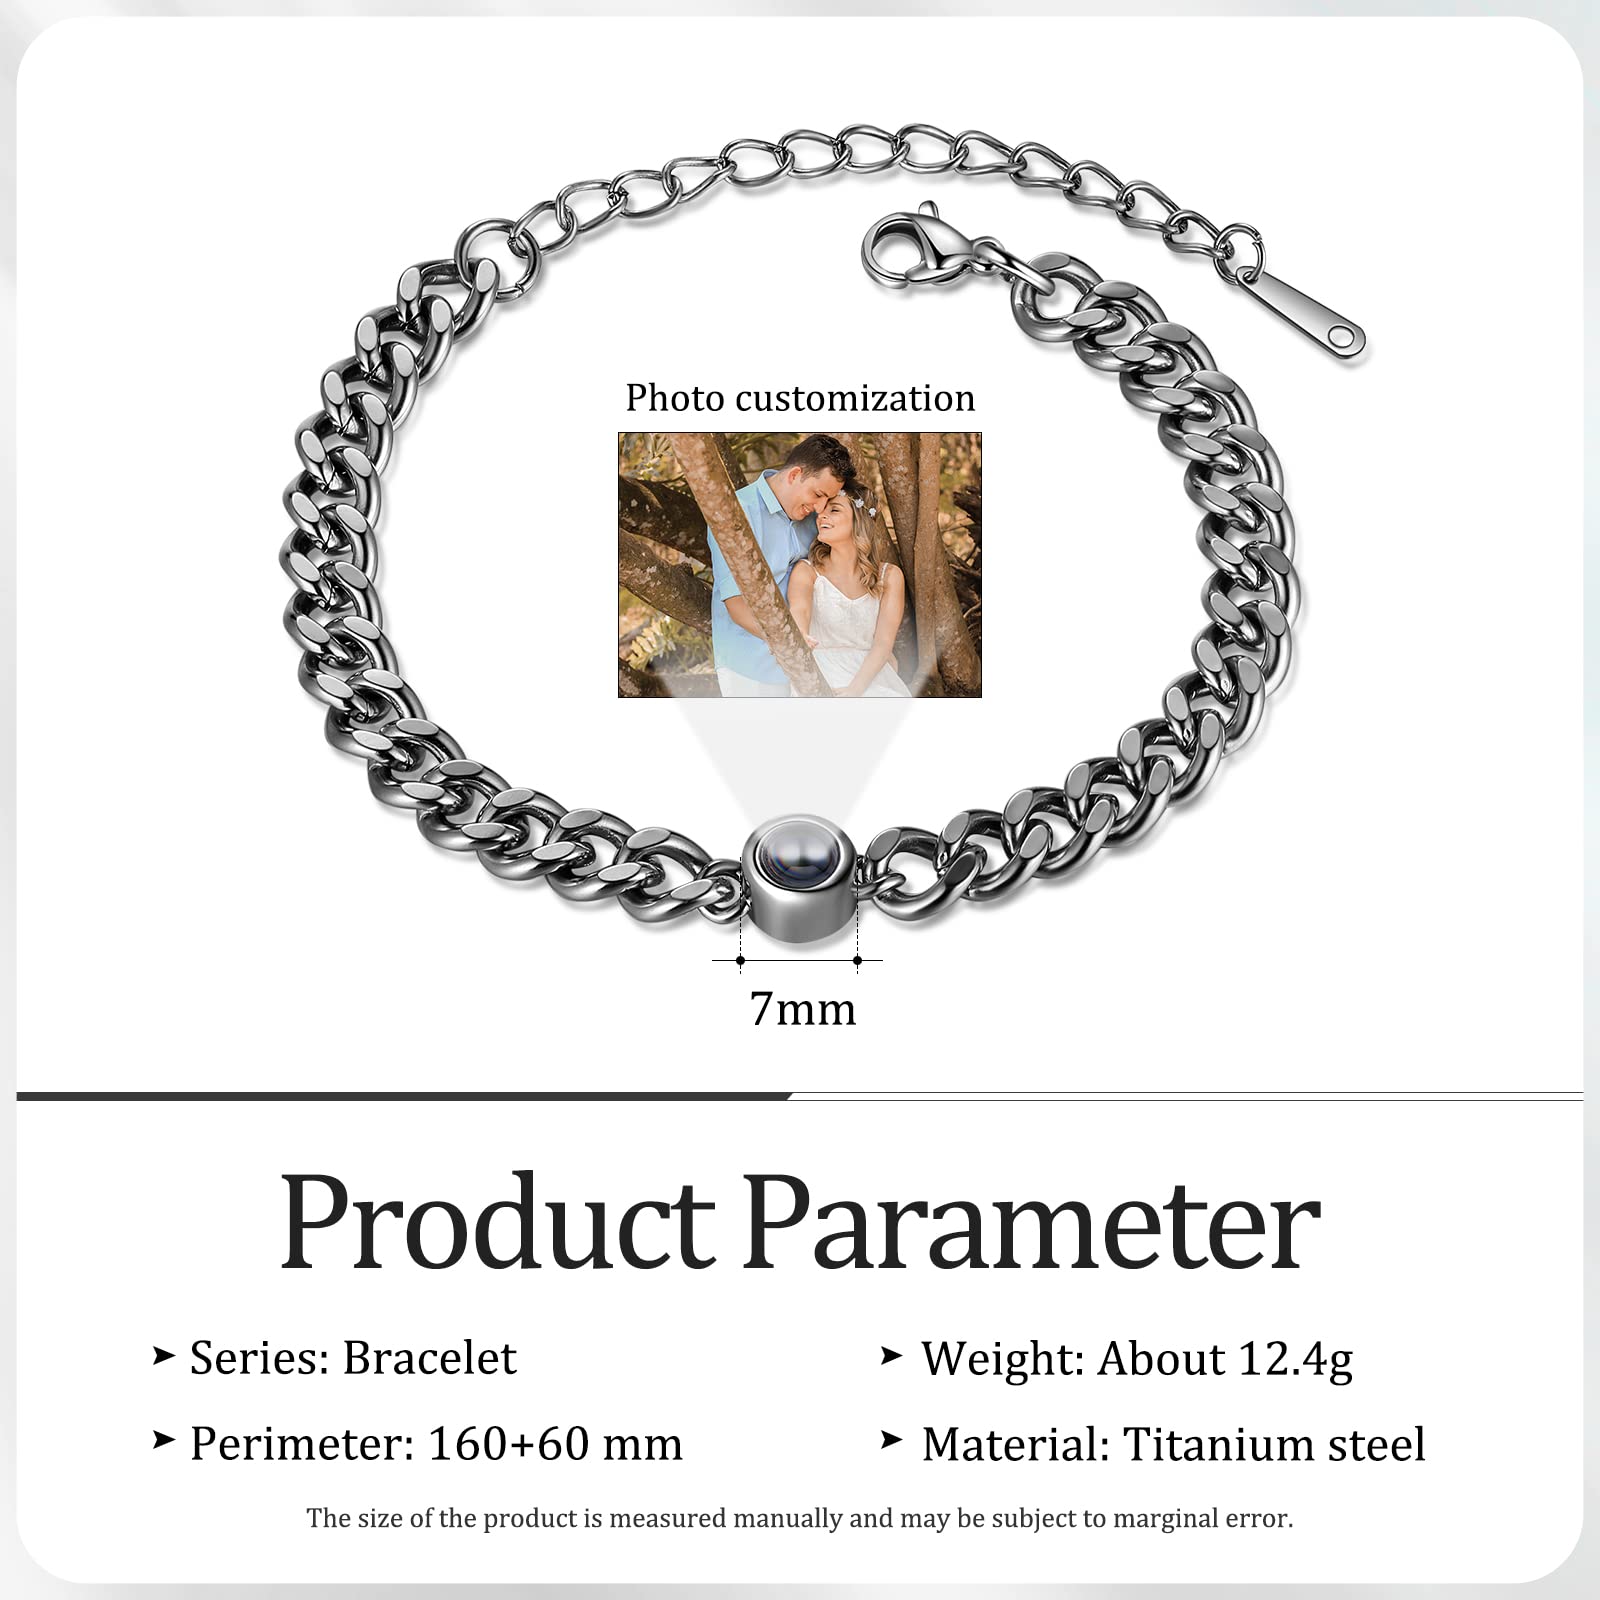 Photo customization
7mm
Product Parameter
➤ Series: Bracelet
➤ Weight: About 12.4g
➤ Perimeter: 160+60 mm
➤ Material: Titanium steel
The size of the product is measured manually and may be subject to marginal error.